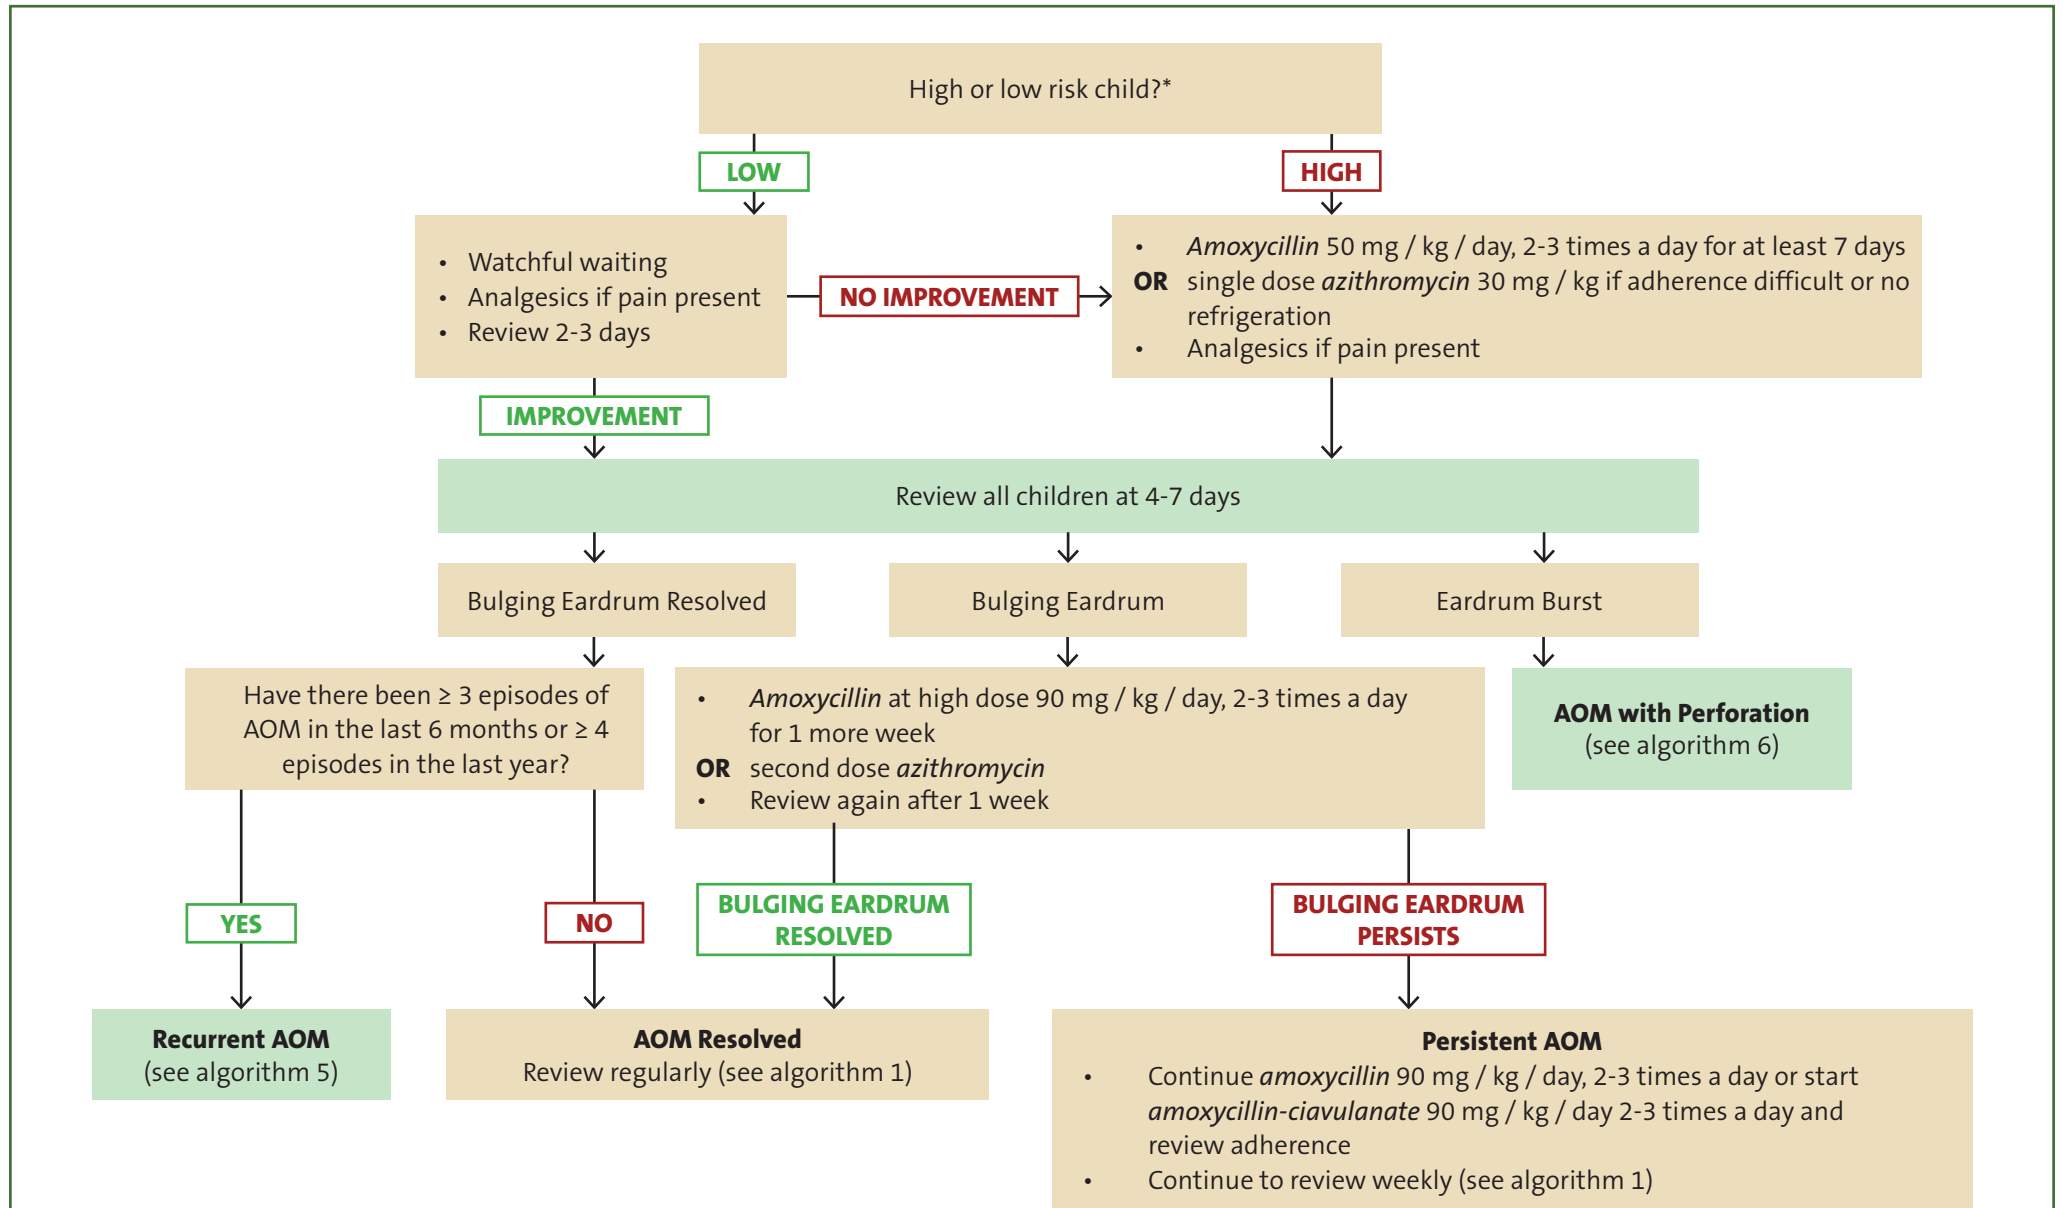 High or low risk child?*
LOW
HIGH
• Watchful waiting
• Analgesics if pain present
• Review 2-3 days
NO IMPROVEMENT
• Amoxycillin 50 mg / kg / day, 2-3 times a day for at least 7 days
OR single dose azithromycin 30 mg / kg if adherence difficult or no
refrigeration
• Analgesics if pain present
IMPROVEMENT
Review all children at 4-7 days
Bulging Eardrum Resolved
Bulging Eardrum
Eardrum Burst
Have there been ≥ 3 episodes of
AOM in the last 6 months or ≥ 4
episodes in the last year?
• Amoxycillin at high dose 90 mg / kg / day, 2-3 times a day
for 1 more week
OR second dose azithromycin
• Review again after 1 week
AOM with Perforation
(see algorithm 6)
YES
NO
BULGING EARDRUM
RESOLVED
BULGING EARDRUM
PERSISTS
Recurrent AOM
(see algorithm 5)
AOM Resolved
Review regularly (see algorithm 1)
Persistent AOM
• Continue amoxycillin 90 mg / kg / day, 2-3 times a day or start
amoxycillin-ciavulanate 90 mg / kg / day 2-3 times a day and
review adherence
• Continue to review weekly (see algorithm 1)